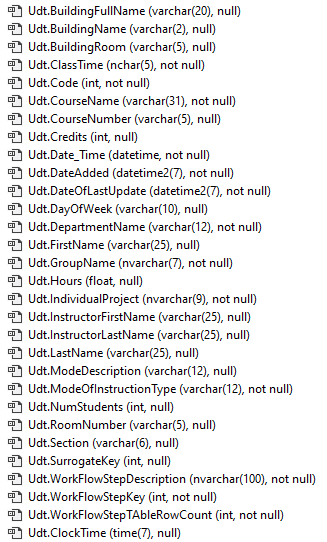 Udt.BuildingFullName (varchar(20), null)
Udt.BuildingName (varchar(2), null)
Udt.BuildingRoom (varchar(5), null)
Udt.ClassTime (nchar(5), not null)
Udt.Code (int, not null)
Udt.CourseName (varchar(31), not null)
Udt.CourseNumber (varchar(5), null)
Udt.Credits (int, null)
Udt.Date_Time (datetime, not null)
Udt.DateAdded (datetime2(7), not null)
Udt.DateOfLastUpdate (datetime2(7), not null)
Udt.DayOfWeek (varchar(10), null)
Udt.DepartmentName (varchar(12), not null)
Udt.FirstName (varchar(25), null)
Udt.GroupName (nvarchar(7), not null)
Udt.Hours (float, null)
Udt.IndividualProject (nvarchar(9), not null)
Udt.InstructorFirstName (varchar(25), null)
Udt.InstructorLastName (varchar(25), null)
Udt.LastName (varchar(25), null)
Udt.ModeDescription (varchar(12), null)
Udt.ModeOfInstructionType (varchar(12), not null)
Udt.NumStudents (int, null)
Udt.RoomNumber (varchar(5), null)
Udt.Section (varchar(6), null)
Udt.SurrogateKey (int, null)
Udt.WorkFlowStepDescription (nvarchar(100), not null)
Udt.WorkFlowStepKey (int, not null)
Udt.WorkFlowStepTAbleRowCount (int, not null)
Udt.ClockTime (time(7), null)